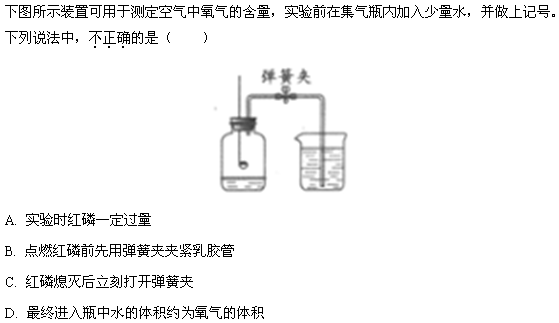 下图所示装置可用于测定空气中氧气的含量，实验前在集气瓶内加入少量水，并做上记号。
下列说法中，不正确的是（　　）
弹簧夹
A. 实验时红磷一定过量
B. 点燃红磷前先用弹簧夹夹紧乳胶管
C. 红磷熄灭后立刻打开弹簧夹
D. 最终进入瓶中水的体积约为氧气的体积